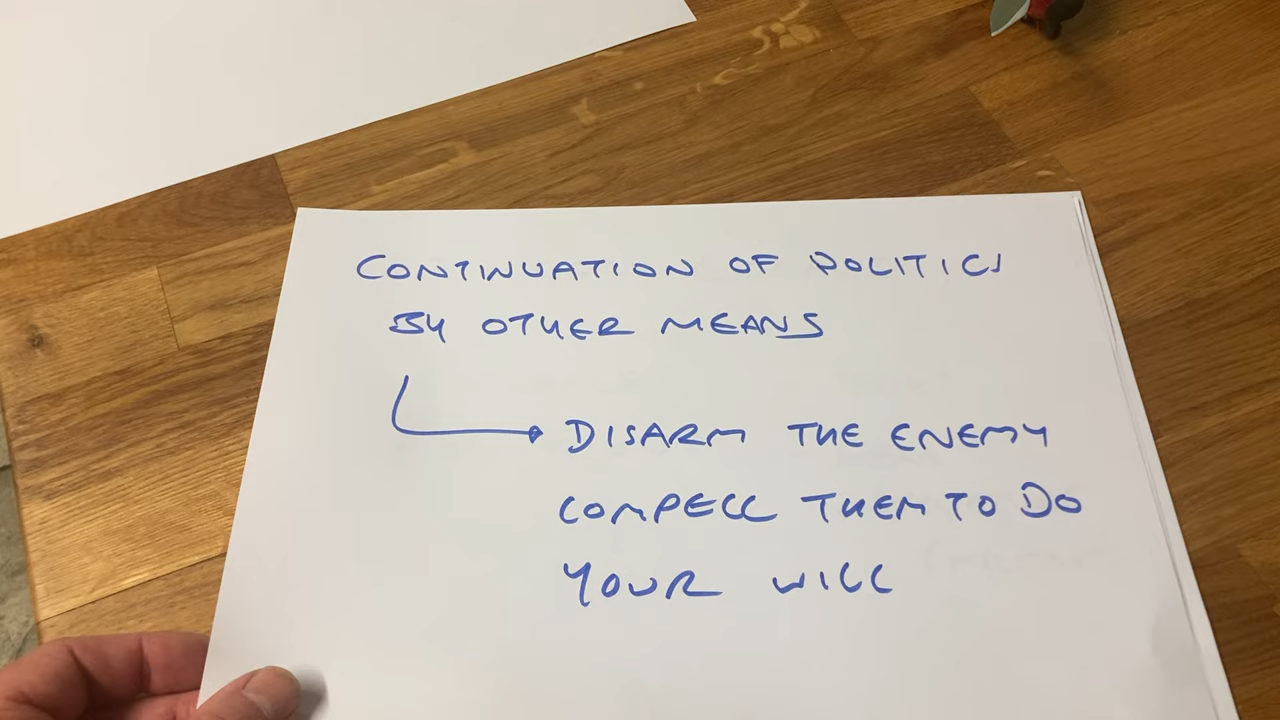 CONTINUATION OF POLITICS
BY OTHER MEANS
DISARM THE ENEMY
COMPELL THEM TO DO
YOUR WILL